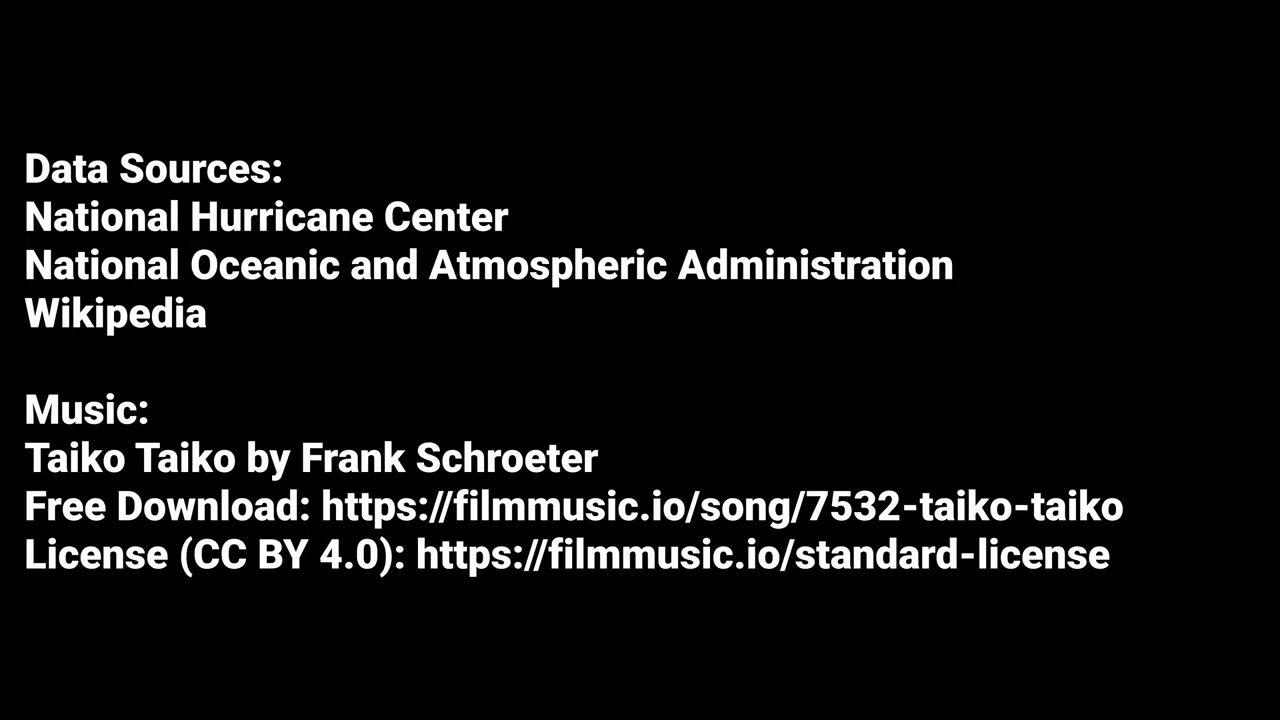 Data Sources:
National Hurricane Center
National Oceanic and Atmospheric Administration
Wikipedia
Music:
Taiko Taiko by Frank Schroeter
Free Download: https://filmmusic.io/song/7532-taiko-taiko
License (CC BY 4.0): https://filmmusic.io/standard-license